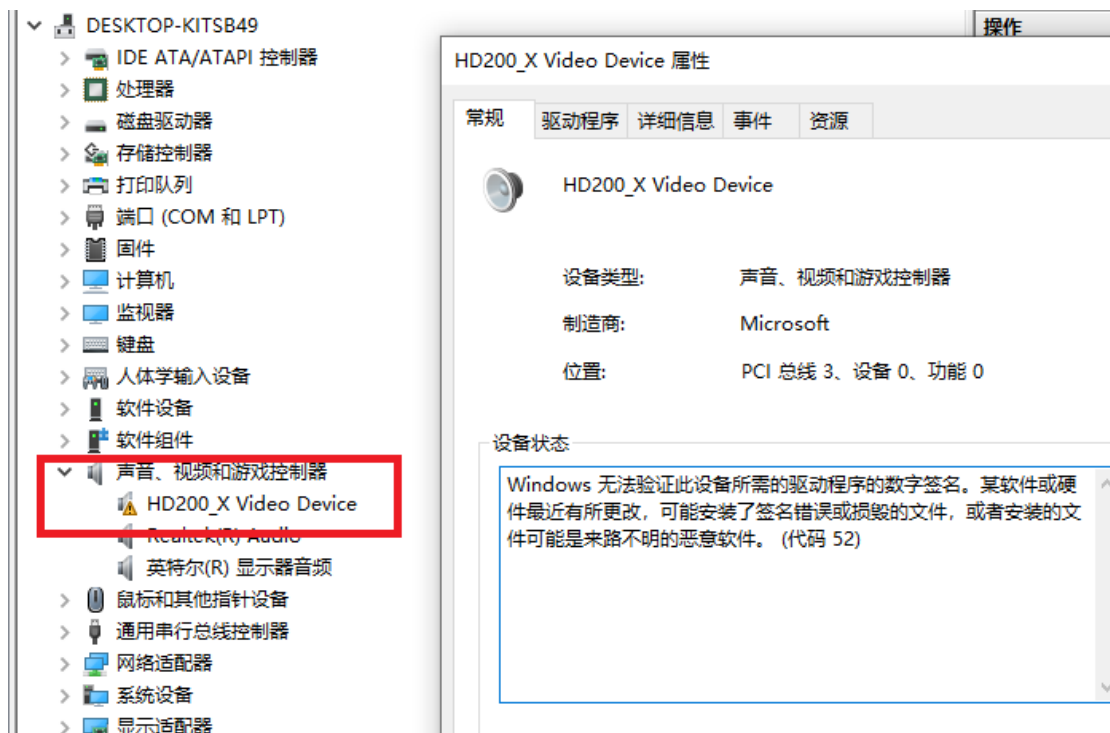 DESKTOP-KITSB49
IDE ATA/ATAPI 控制器
处理器
磁盘驱动器
存储控制器
打印队列
端口 (COM 和 LPT)
固件
计算机
监视器
键盘
人体学输入设备
软件设备
软件组件
声音、视频和游戏控制器
HD200_X Video Device
Realtek(R) Audio
英特尔(R) 显示器音频
鼠标和其他指针设备
通用串行总线控制器
网络适配器
系统设备
显示适配器
操作
HD200_X Video Device 属性
常规 驱动程序 详细信息 事件 资源
HD200_X Video Device
设备类型: 声音、视频和游戏控制器
制造商: Microsoft
位置: PCI 总线 3、设备 0、功能 0
设备状态
Windows 无法验证此设备所需的驱动程序的数字签名。某软件或硬
件最近有所更改，可能安装了签名错误或损毁的文件，或者安装的文
件可能是来路不明的恶意软件。 (代码 52)